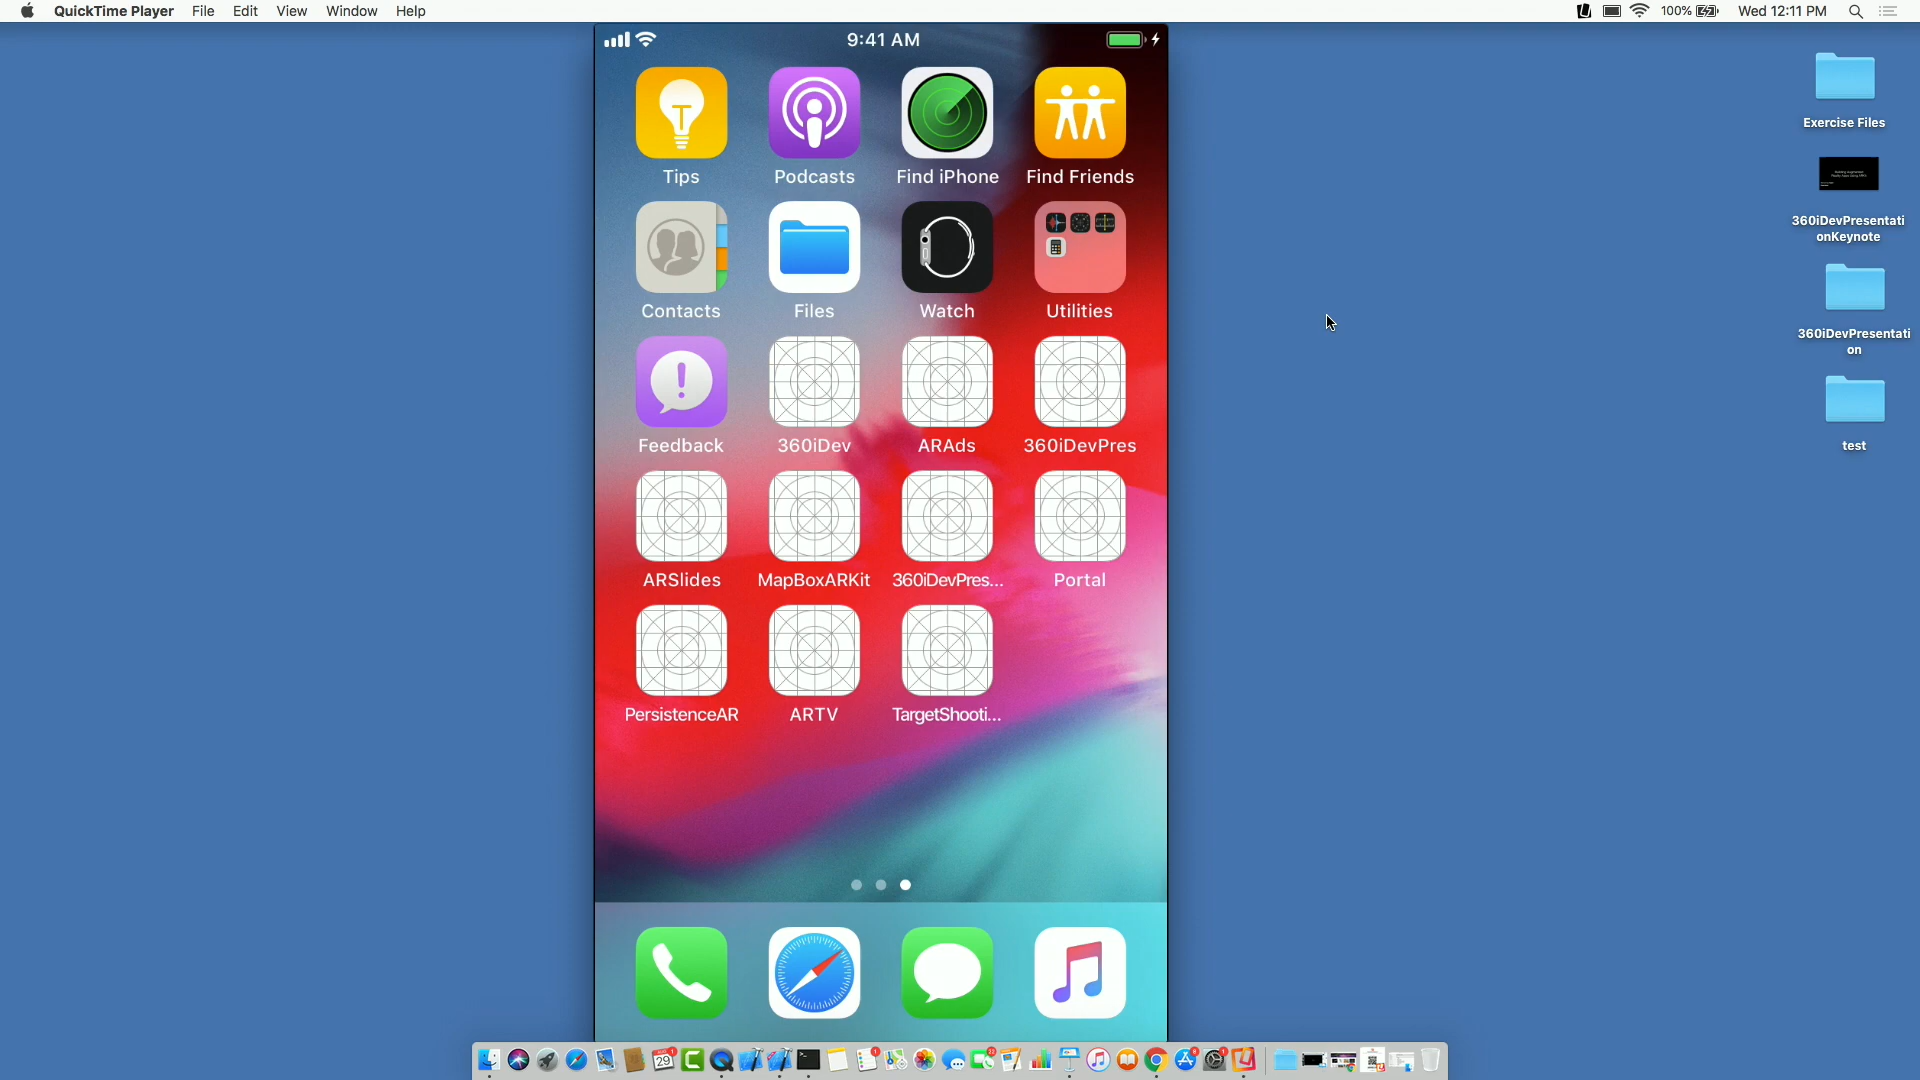 QuickTime Player File Edit View Window Help 100% Wed 12:11 PM
9:41 AM
Tips Podcasts Find iPhone Find Friends
Contacts Files Watch Utilities
Feedback 360iDev ARAds 360iDevPres
ARSlides MapBoxARKit 360iDevPres... Portal
PersistenceAR ARTV TargetShooti...
Exercise Files
360iDevPresentati
onKeynote
360iDevPresentati
on
test